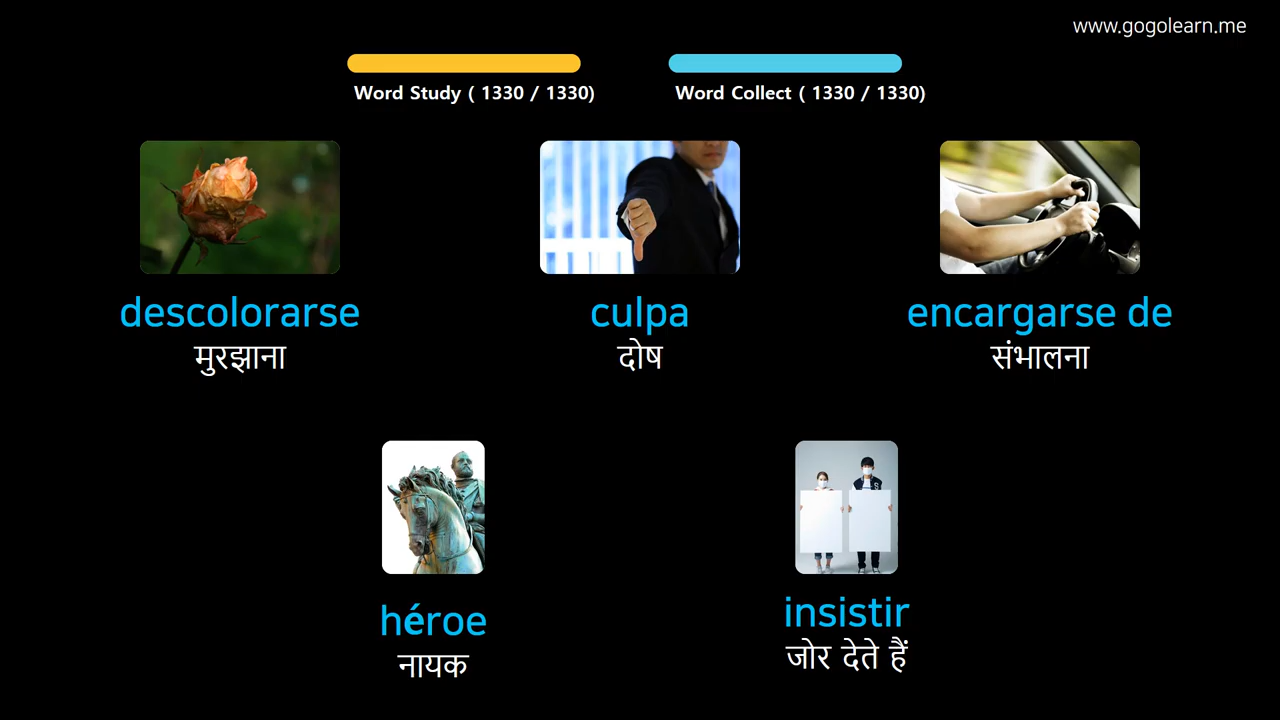 www.gogolearn.me
Word Study ( 1330 / 1330)
Word Collect ( 1330 / 1330)
descolorarse
मुरझाना
culpa
दोष
encargarse de
संभालना
héroe
नायक
insistir
जोर देते हैं